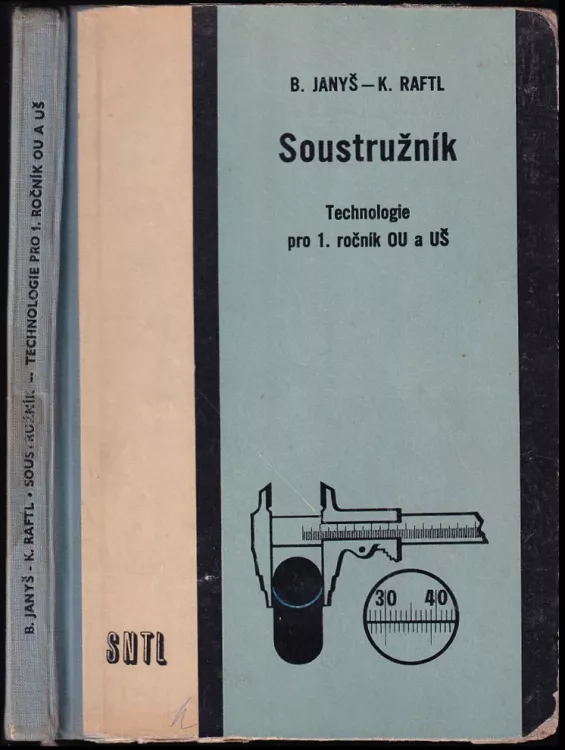 B. JANYŠ - K. RAFTL • SOUSTRUŽNÍK — TECHNOLOGIE PRO 1. ROČNÍK OU A UŠ
B. JANYŠ — K. RAFTL
Soustružník
Technologie
pro 1. ročník OU a UŠ
30 40
SNTL